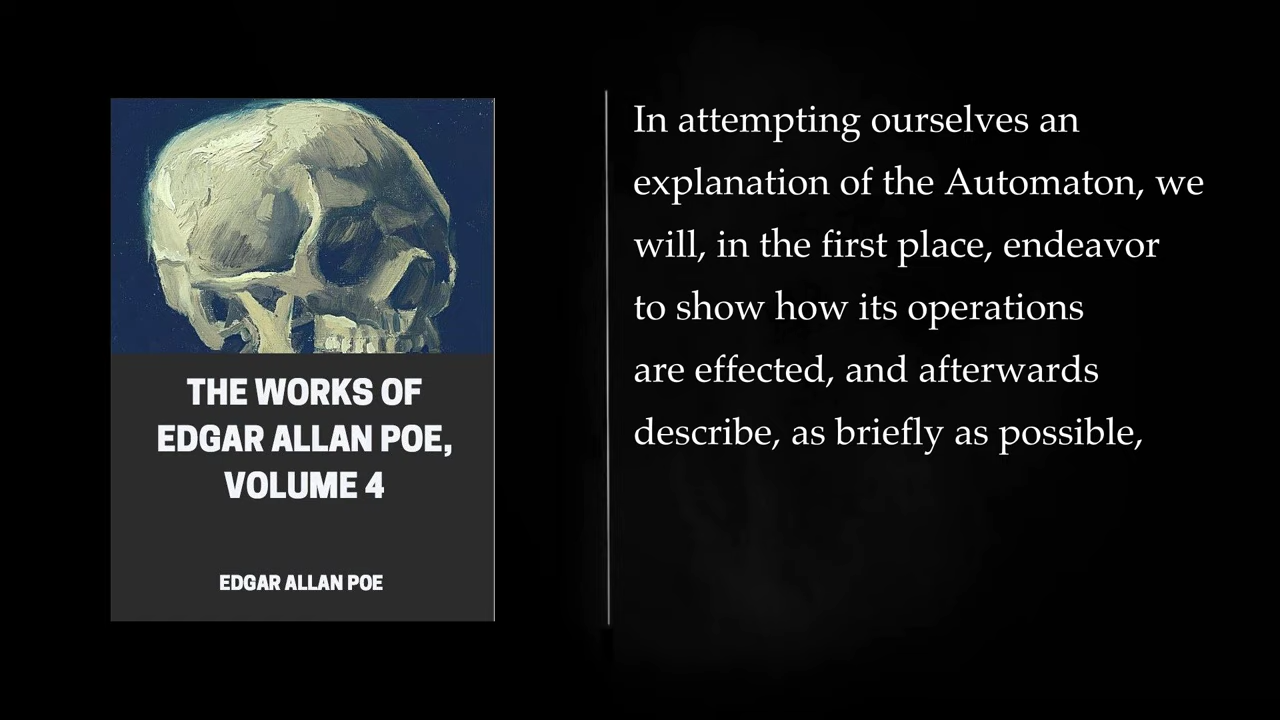 THE WORKS OF
EDGAR ALLAN POE,
VOLUME 4
EDGAR ALLAN POE
In attempting ourselves an
explanation of the Automaton, we
will, in the first place, endeavor
to show how its operations
are effected, and afterwards
describe, as briefly as possible,